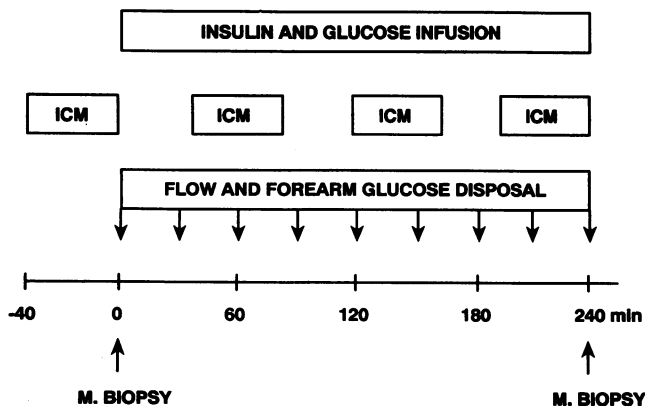 INSULIN AND GLUCOSE INFUSION
ICM ICM ICM ICM
FLOW AND FOREARM GLUCOSE DISPOSAL
-40 0 60 120 180 240 min
M. BIOPSY M. BIOPSY